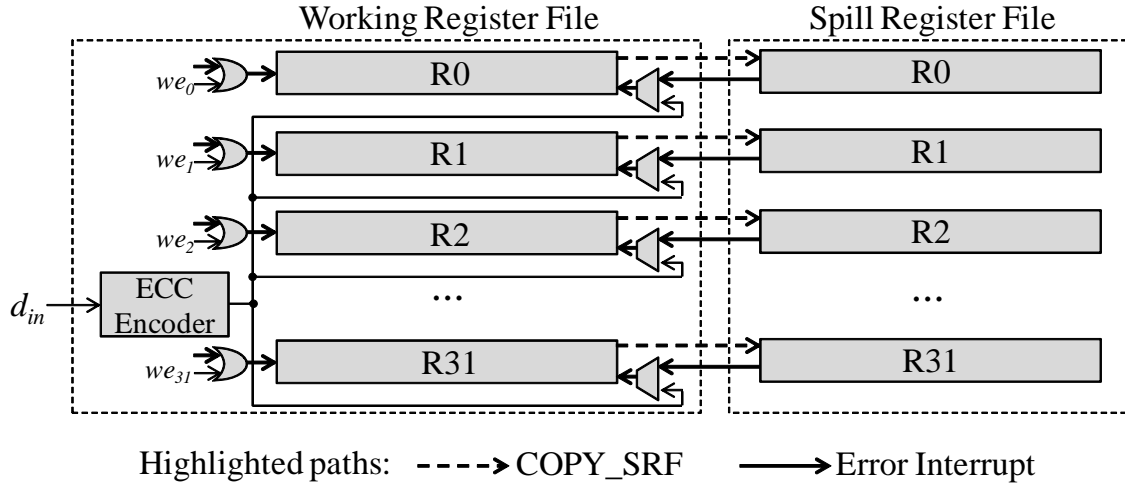 Working Register File Spill Register File
we0 R0 R0
we1 R1 R1
we2 R2 R2
... ...
din ECC
Encoder
we31 R31 R31
Highlighted paths: COPY_SRF Error Interrupt